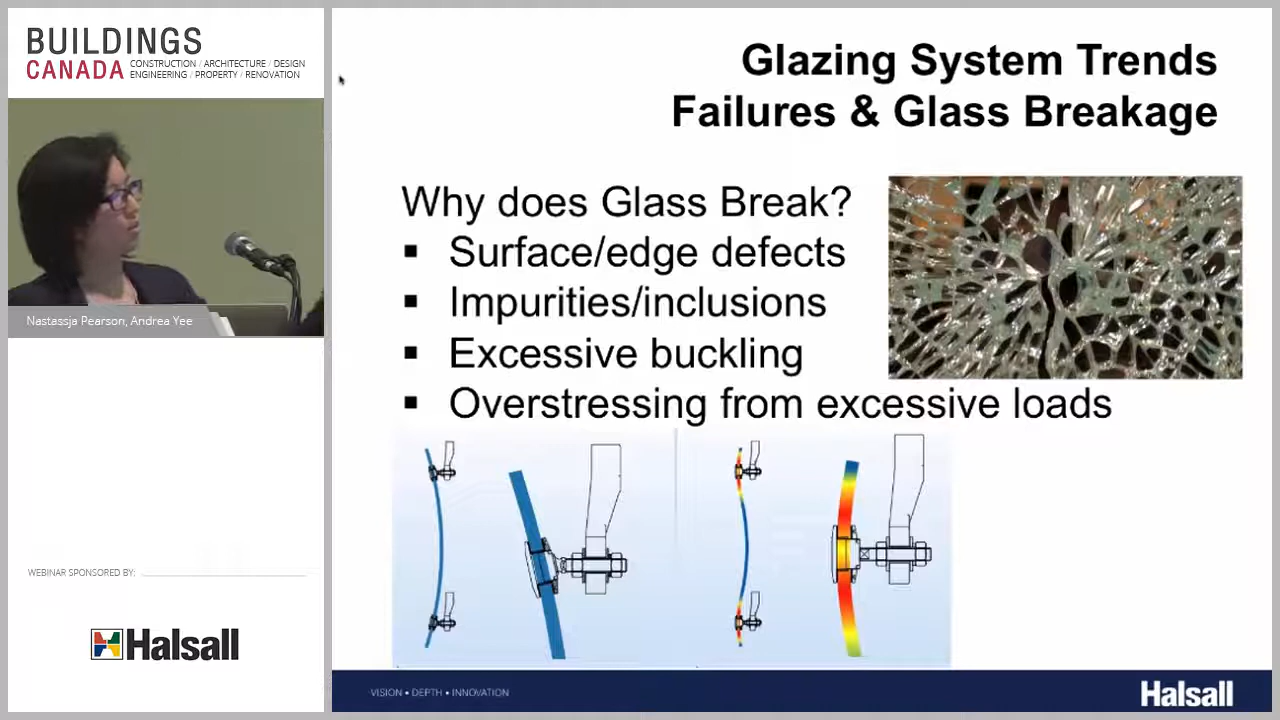 BUILDINGS
CANADA CONSTRUCTION / ARCHITECTURE / DESIGN
ENGINEERING / PROPERTY / RENOVATION
Nastassja Pearson, Andrea Yee
WEBINAR SPONSORED BY:
Halsall
Glazing System Trends
Failures & Glass Breakage
Why does Glass Break?
▪ Surface/edge defects
▪ Impurities/inclusions
▪ Excessive buckling
▪ Overstressing from excessive loads
VISION • DEPTH • INNOVATION
Halsall